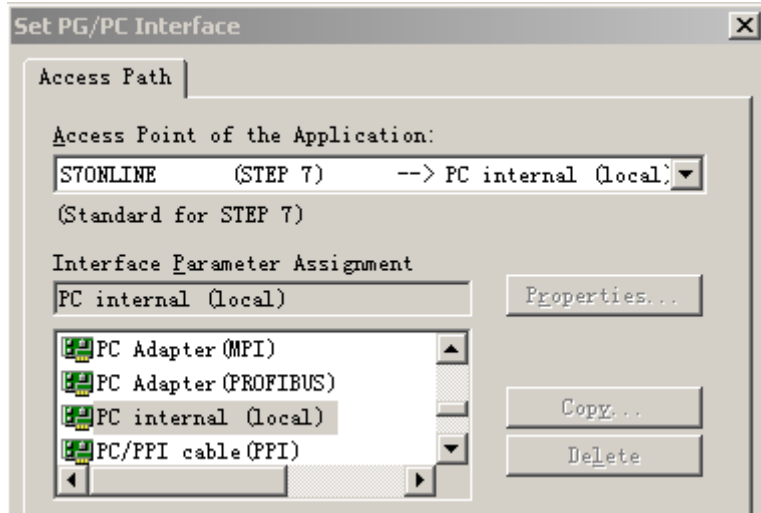 Set PG/PC Interface
Access Path
Access Point of the Application:
S7ONLINE (STEP 7) --> PC internal (local)
(Standard for STEP 7)
Interface Parameter Assignment
PC internal (local)
Properties...
PC Adapter(MPI)
PC Adapter(PROFIBUS)
PC internal (local)
Copy...
PC/PPI cable(PPI)
Delete